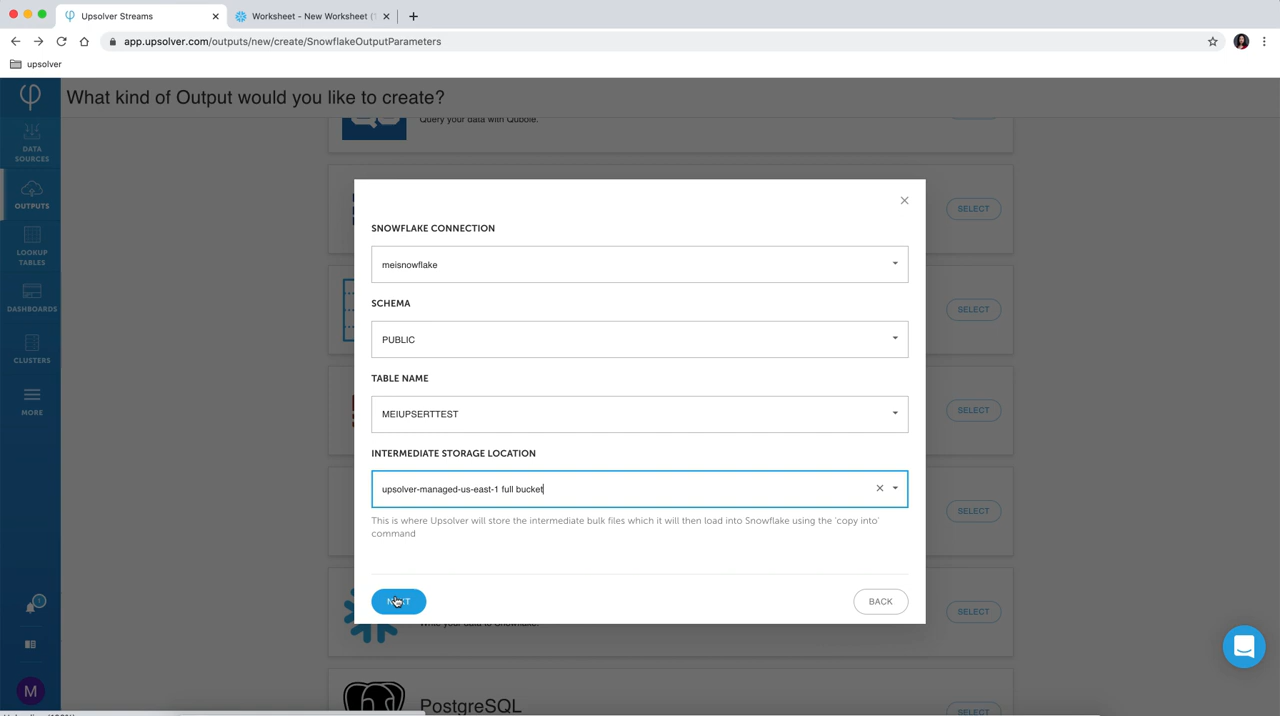 Upsolver Streams
Worksheet - New Worksheet (1
app.upsolver.com/outputs/new/create/SnowflakeOutputParameters
upsolver
What kind of Output would you like to create?
Query your data with Qubole.
DATA
SOURCES
OUTPUTS
LOOKUP
TABLES
DASHBOARDS
CLUSTERS
MORE
M
SELECT
SELECT
SELECT
SELECT
SELECT
SELECT
SNOWFLAKE CONNECTION
meisnowflake
SCHEMA
PUBLIC
TABLE NAME
MEIUPSERTTEST
INTERMEDIATE STORAGE LOCATION
upsolver-managed-us-east-1 full bucket
This is where Upsolver will store the intermediate bulk files which it will then load into Snowflake using the 'copy into'
command
NEXT
BACK
Write your data to Snowflake.
PostgreSQL